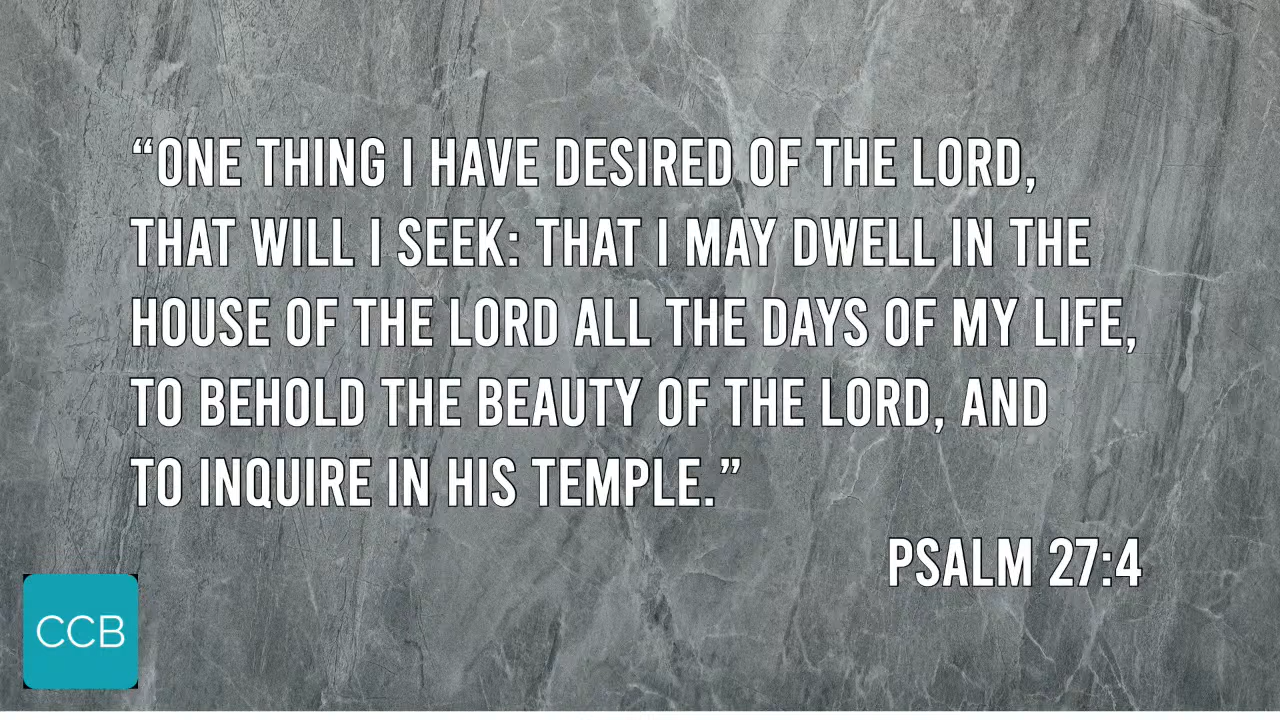 “ONE THING I HAVE DESIRED OF THE LORD,
THAT WILL I SEEK: THAT I MAY DWELL IN THE
HOUSE OF THE LORD ALL THE DAYS OF MY LIFE,
TO BEHOLD THE BEAUTY OF THE LORD, AND
TO INQUIRE IN HIS TEMPLE.”
PSALM 27:4
CCB